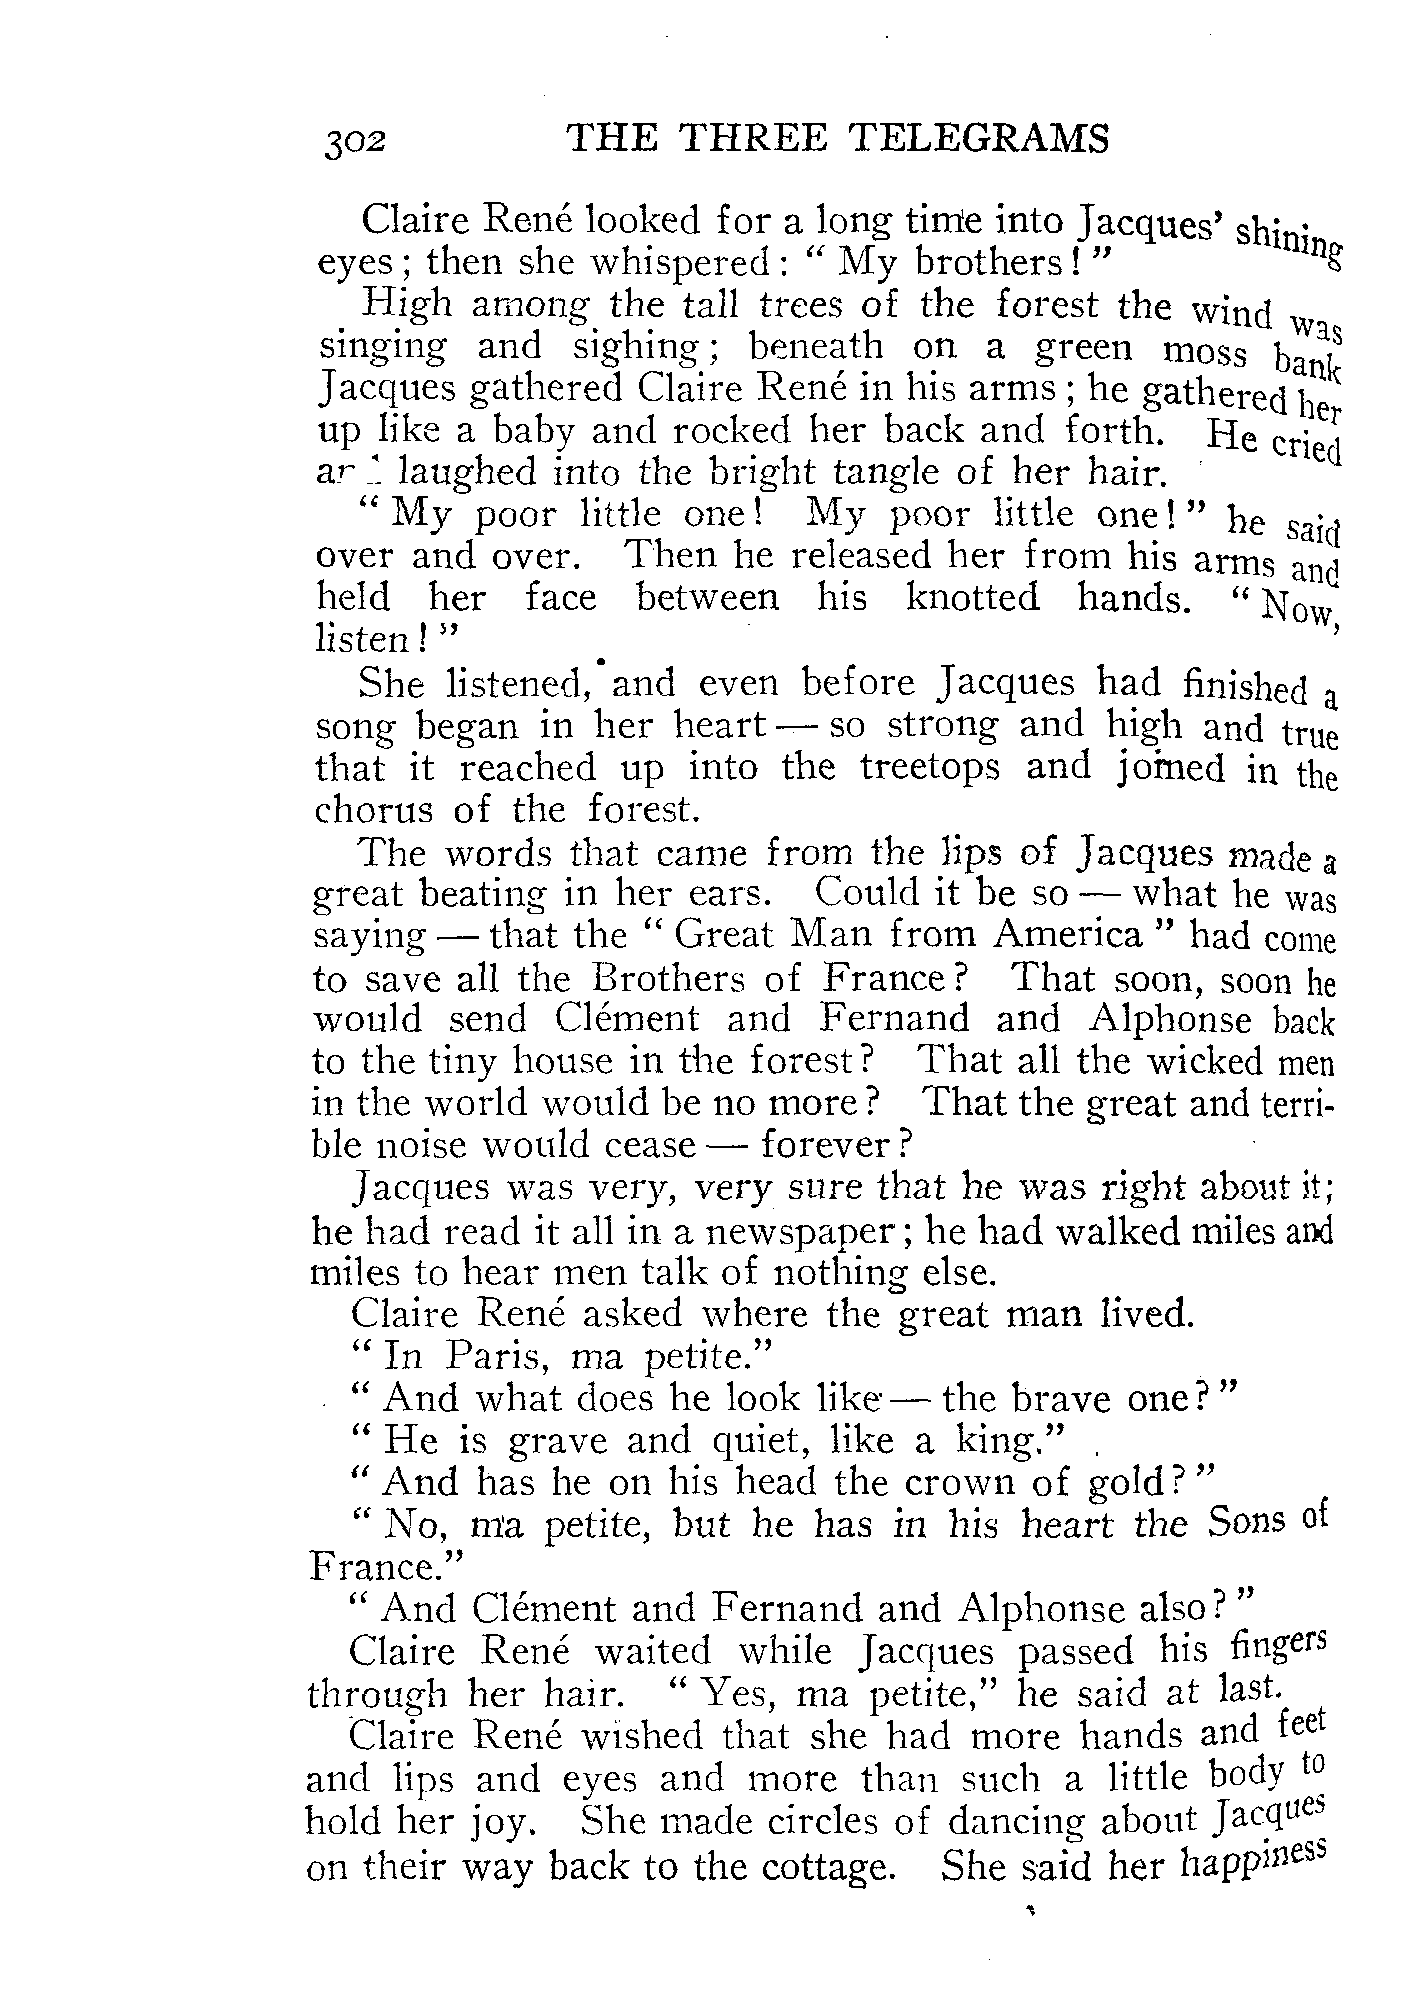 302 THE THREE TELEGRAMS
Claire René looked for a long time into Jacques' shining
eyes; then she whispered: "My brothers!"
High among the tall trees of the forest the wind was
singing and sighing; beneath on a green moss bank
Jacques gathered Claire René in his arms; he gathered her
up like a baby and rocked her back and forth. He cried
laughed into the bright tangle of her hair.
"My poor little one! My poor little one!" he said
over and over. Then he released her from his arms and
held her face between his knotted hands. "Now,
listen!"
She listened, and even before Jacques had finished a
song began in her heart — so strong and high and true
that it reached up into the treetops and joined in the
chorus of the forest.
The words that came from the lips of Jacques made a
great beating in her ears. Could it be so — what he was
saying — that the "Great Man from America" had come
to save all the Brothers of France? That soon, soon he
would send Clément and Fernand and Alphonse back
to the tiny house in the forest? That all the wicked men
in the world would be no more? That the great and terri-
ble noise would cease — forever?
Jacques was very, very sure that he was right about it;
he had read it all in a newspaper; he had walked miles and
miles to hear men talk of nothing else.
Claire René asked where the great man lived.
"In Paris, ma petite."
"And what does he look like — the brave one?"
"He is grave and quiet, like a king."
"And has he on his head the crown of gold?"
"No, ma petite, but he has in his heart the Sons of
France."
"And Clément and Fernand and Alphonse also?"
Claire René waited while Jacques passed his fingers
through her hair. "Yes, ma petite," he said at last.
Claire René wished that she had more hands and feet
and lips and eyes and more than such a little body to
hold her joy. She made circles of dancing about Jacques
on their way back to the cottage. She said her happiness